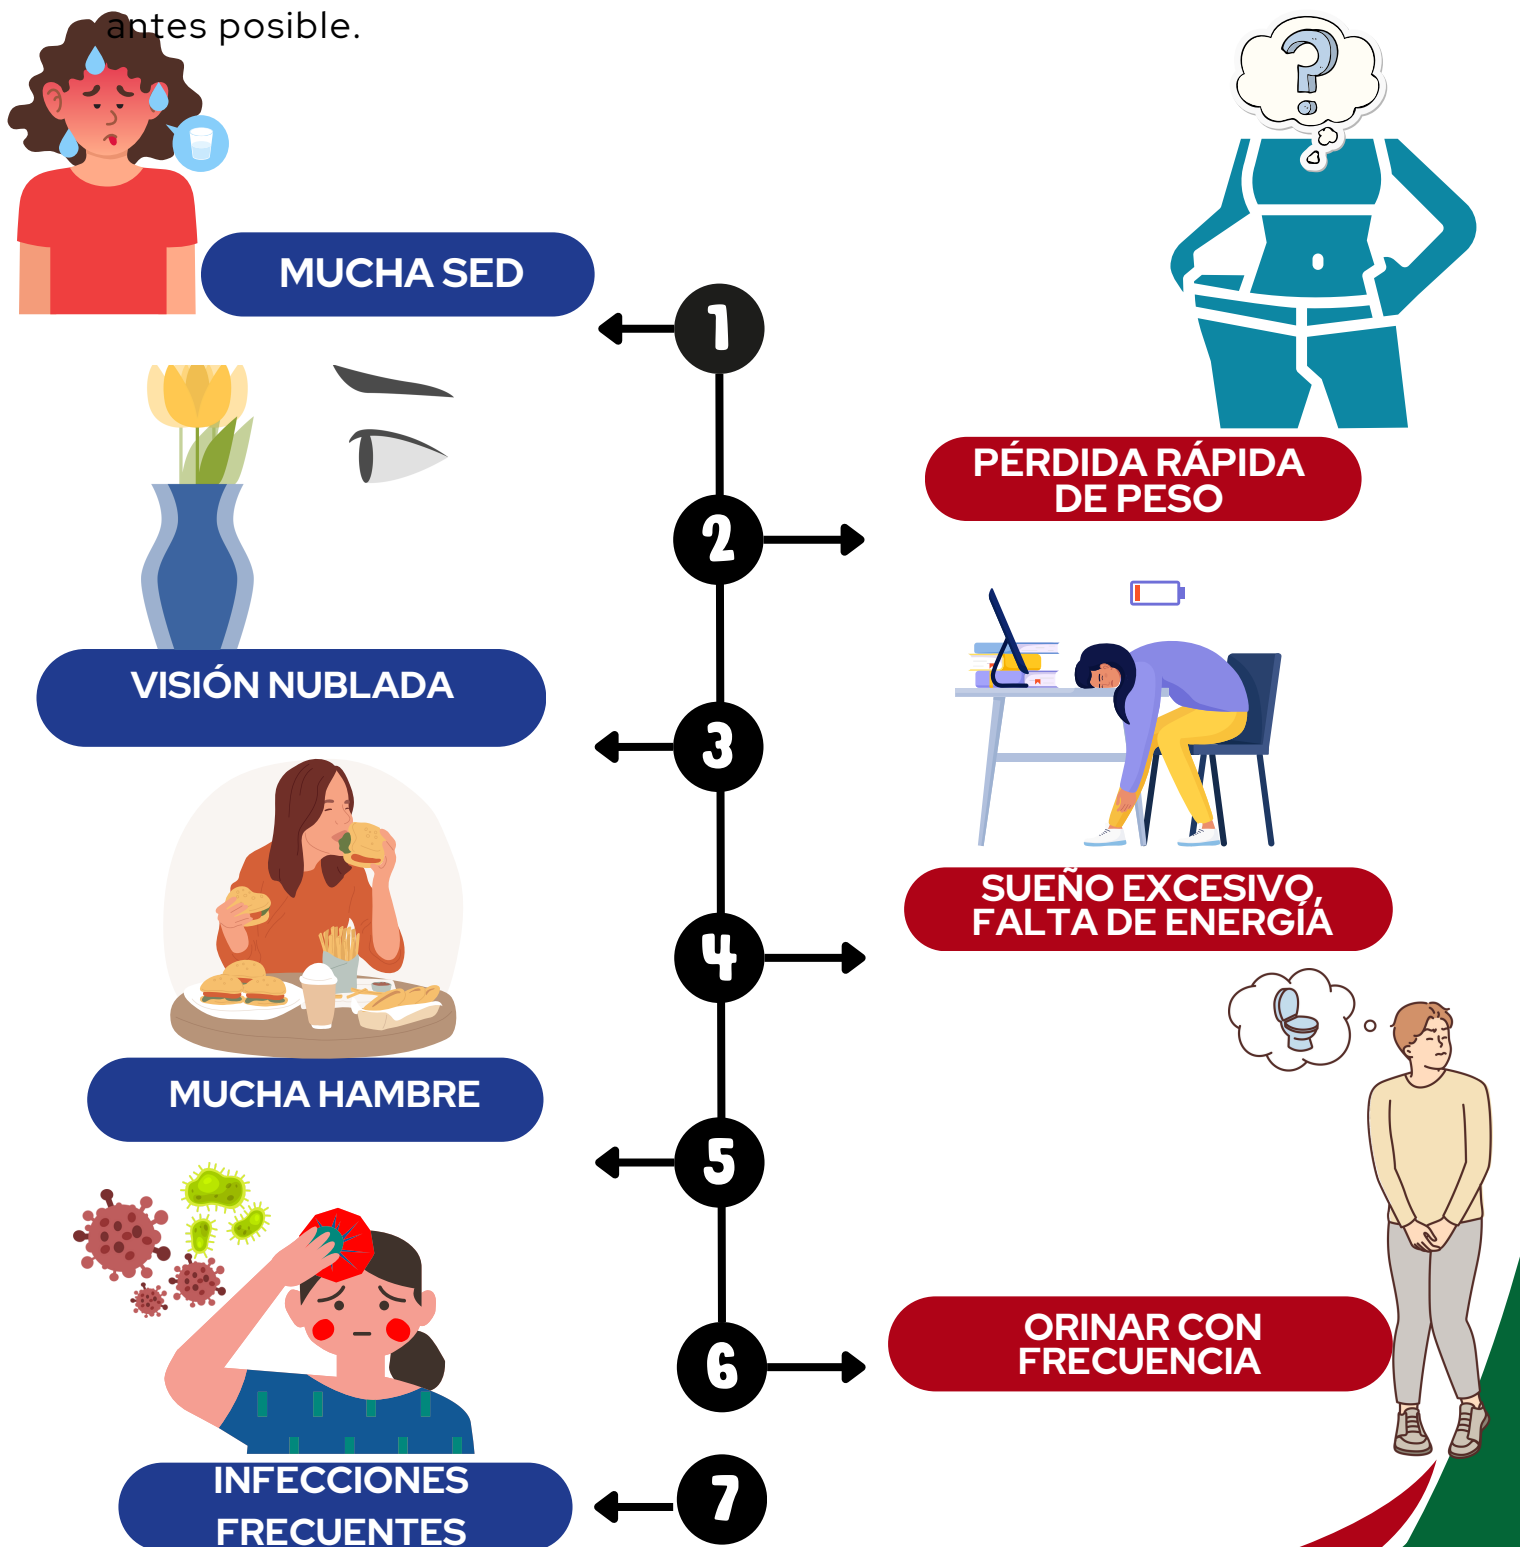 antes posible.
?
MUCHA SED
1
PÉRDIDA RÁPIDA
DE PESO
2
VISIÓN NUBLADA
3
SUEÑO EXCESIVO,
FALTA DE ENERGÍA
4
MUCHA HAMBRE
5
ORINAR CON
FRECUENCIA
6
INFECCIONES
FRECUENTES
7